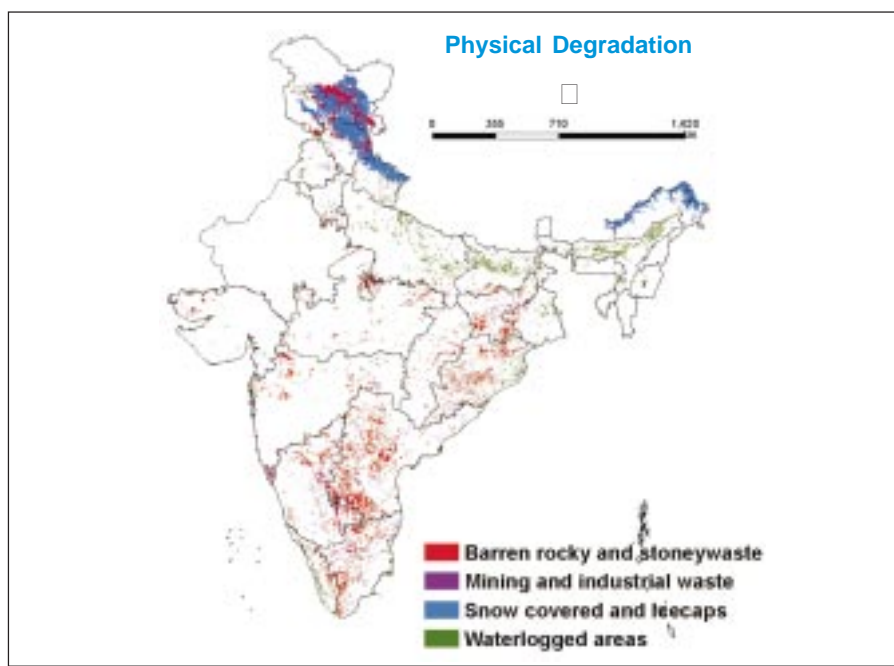 Physical Degradation
0 355 710 1,420
Barren rocky and stoneywaste
Mining and industrial waste
Snow covered and Icecaps
Waterlogged areas